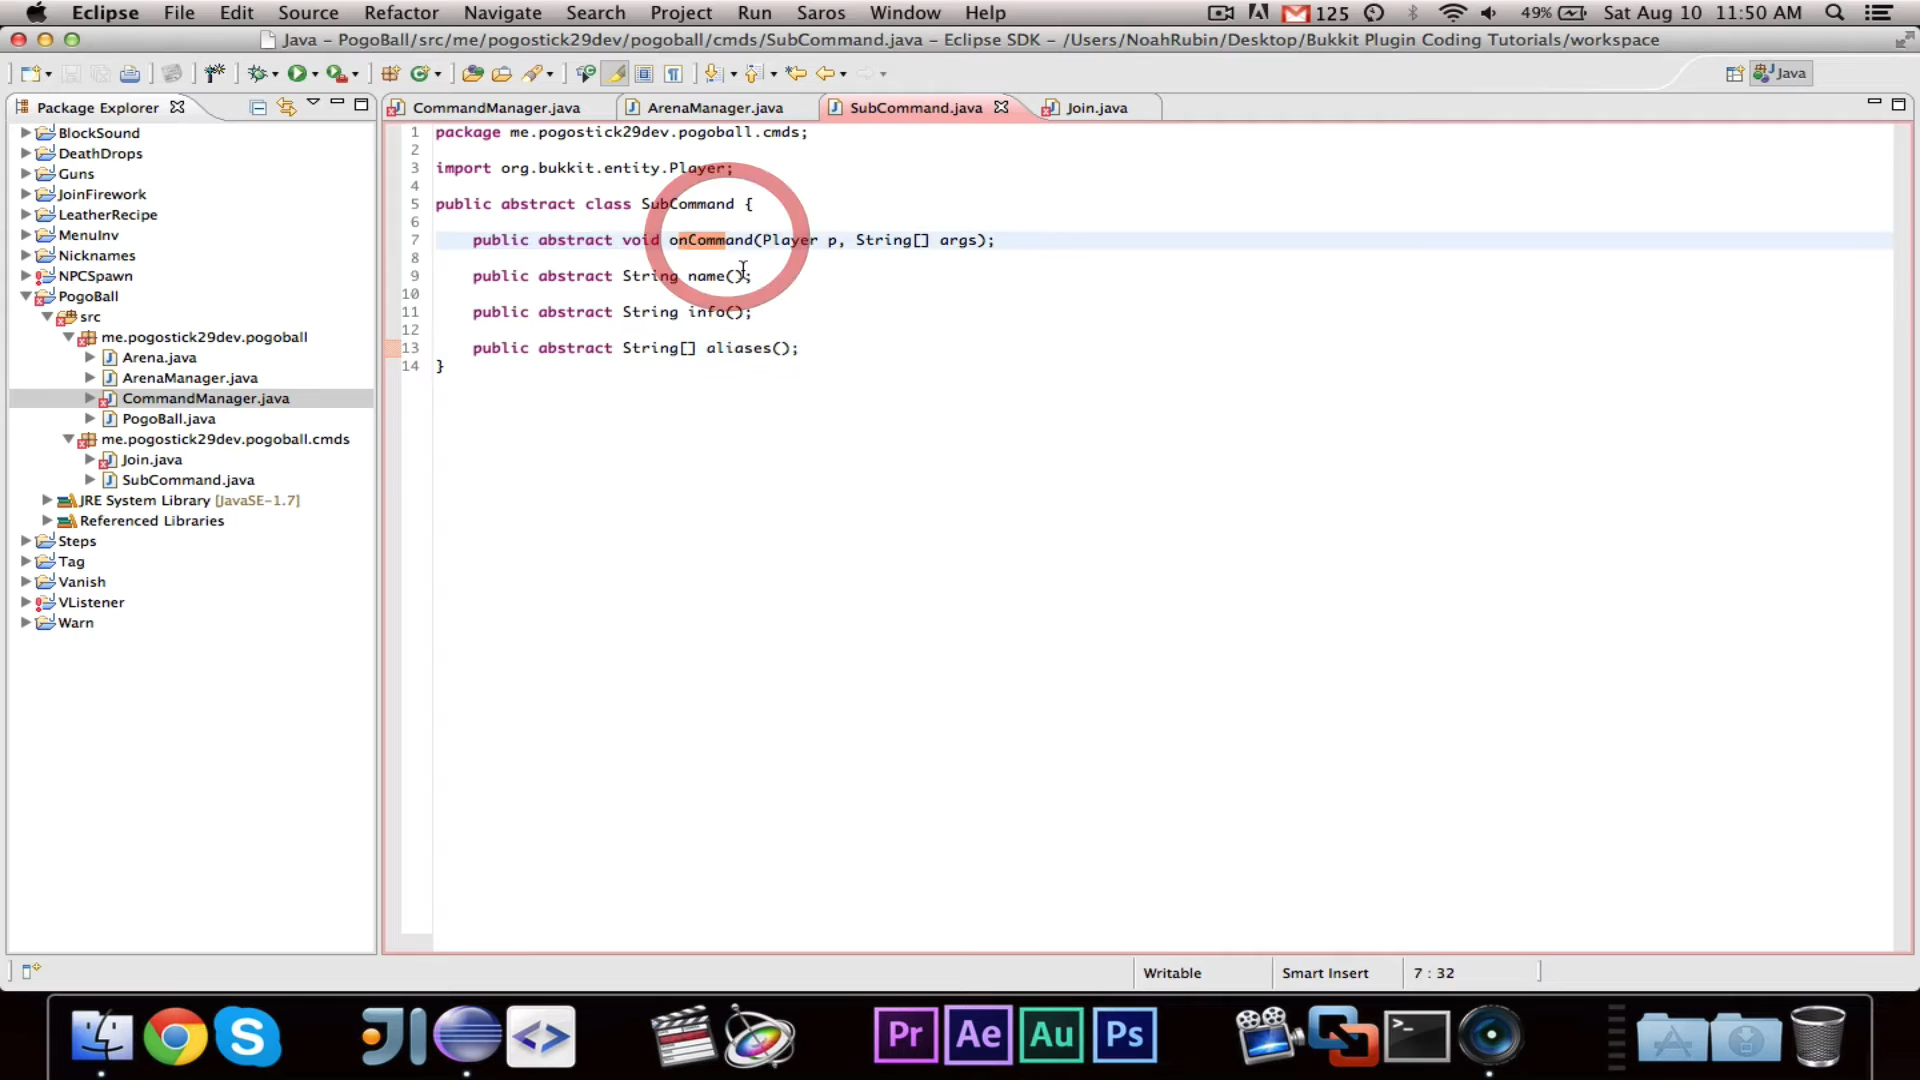 Eclipse File Edit Source Refactor Navigate Search Project Run Saros Window Help 125 49% Sat Aug 10 11:50 AM
Java – PogoBall/src/me/pogostick29dev/pogoball/cmds/SubCommand.java – Eclipse SDK – /Users/NoahRubin/Desktop/Bukkit Plugin Coding Tutorials/workspace
Java
Package Explorer
CommandManager.java ArenaManager.java SubCommand.java Join.java
BlockSound
DeathDrops
Guns
JoinFirework
LeatherRecipe
MenuInv
Nicknames
NPCSpawn
PogoBall
src
me.pogostick29dev.pogoball
Arena.java
ArenaManager.java
CommandManager.java
PogoBall.java
me.pogostick29dev.pogoball.cmds
Join.java
SubCommand.java
JRE System Library [JavaSE-1.7]
Referenced Libraries
Steps
Tag
Vanish
VListener
Warn
1 package me.pogostick29dev.pogoball.cmds;
2
3 import org.bukkit.entity.Player;
4
5 public abstract class SubCommand {
6
7 public abstract void onCommand(Player p, String[] args);
8
9 public abstract String name();
10
11 public abstract String info();
12
13 public abstract String[] aliases();
14 }
Writable Smart Insert 7 : 32
Pr Ae Au Ps